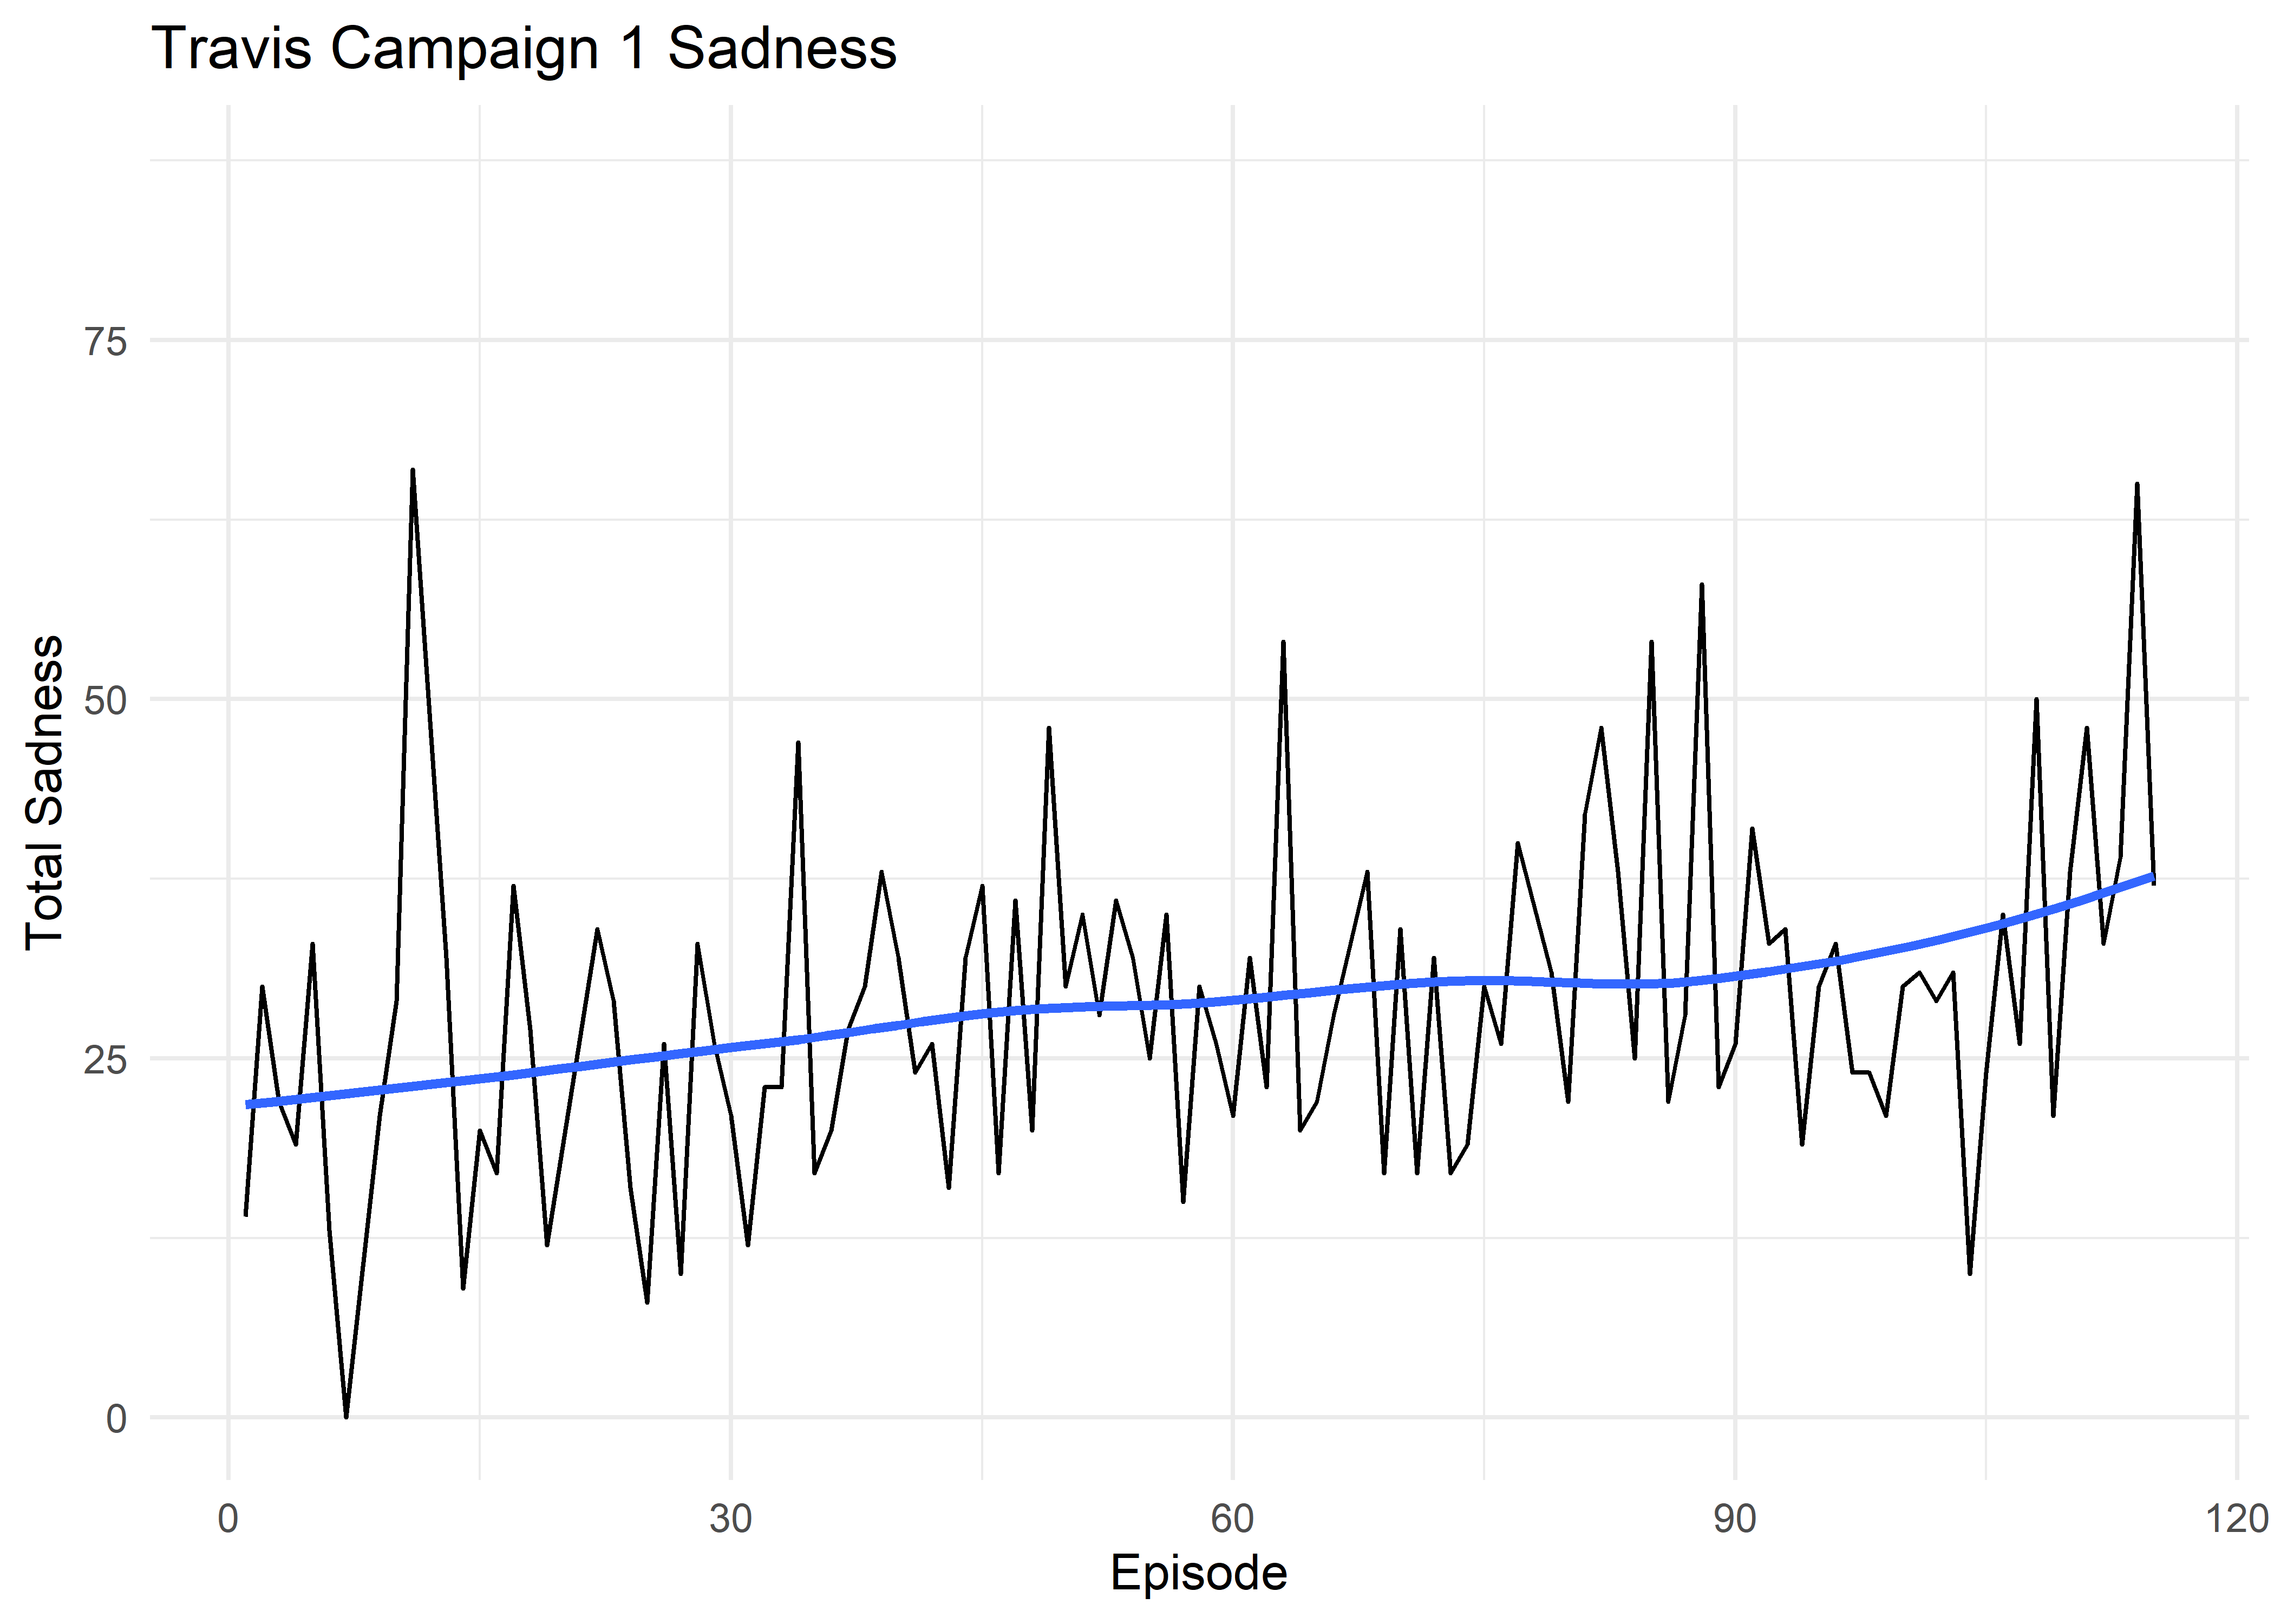 Travis Campaign 1 Sadness
Total Sadness
75
50
25
0
0 30 60 90 120
Episode